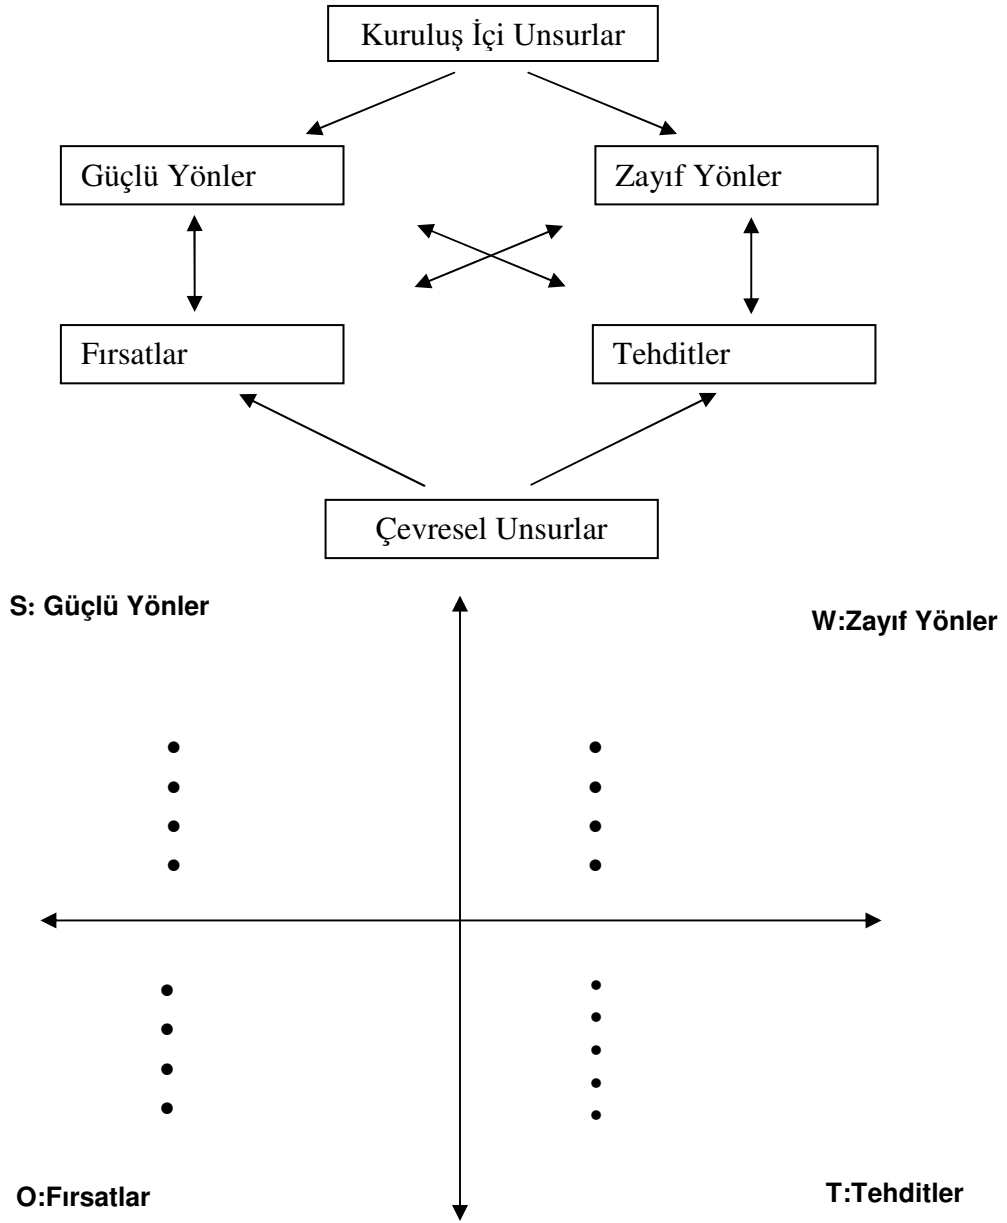 Kuruluş İçi Unsurlar
Güçlü Yönler
Zayıf Yönler
Fırsatlar
Tehditler
Çevresel Unsurlar
S: Güçlü Yönler
W:Zayıf Yönler
O:Fırsatlar
T:Tehditler